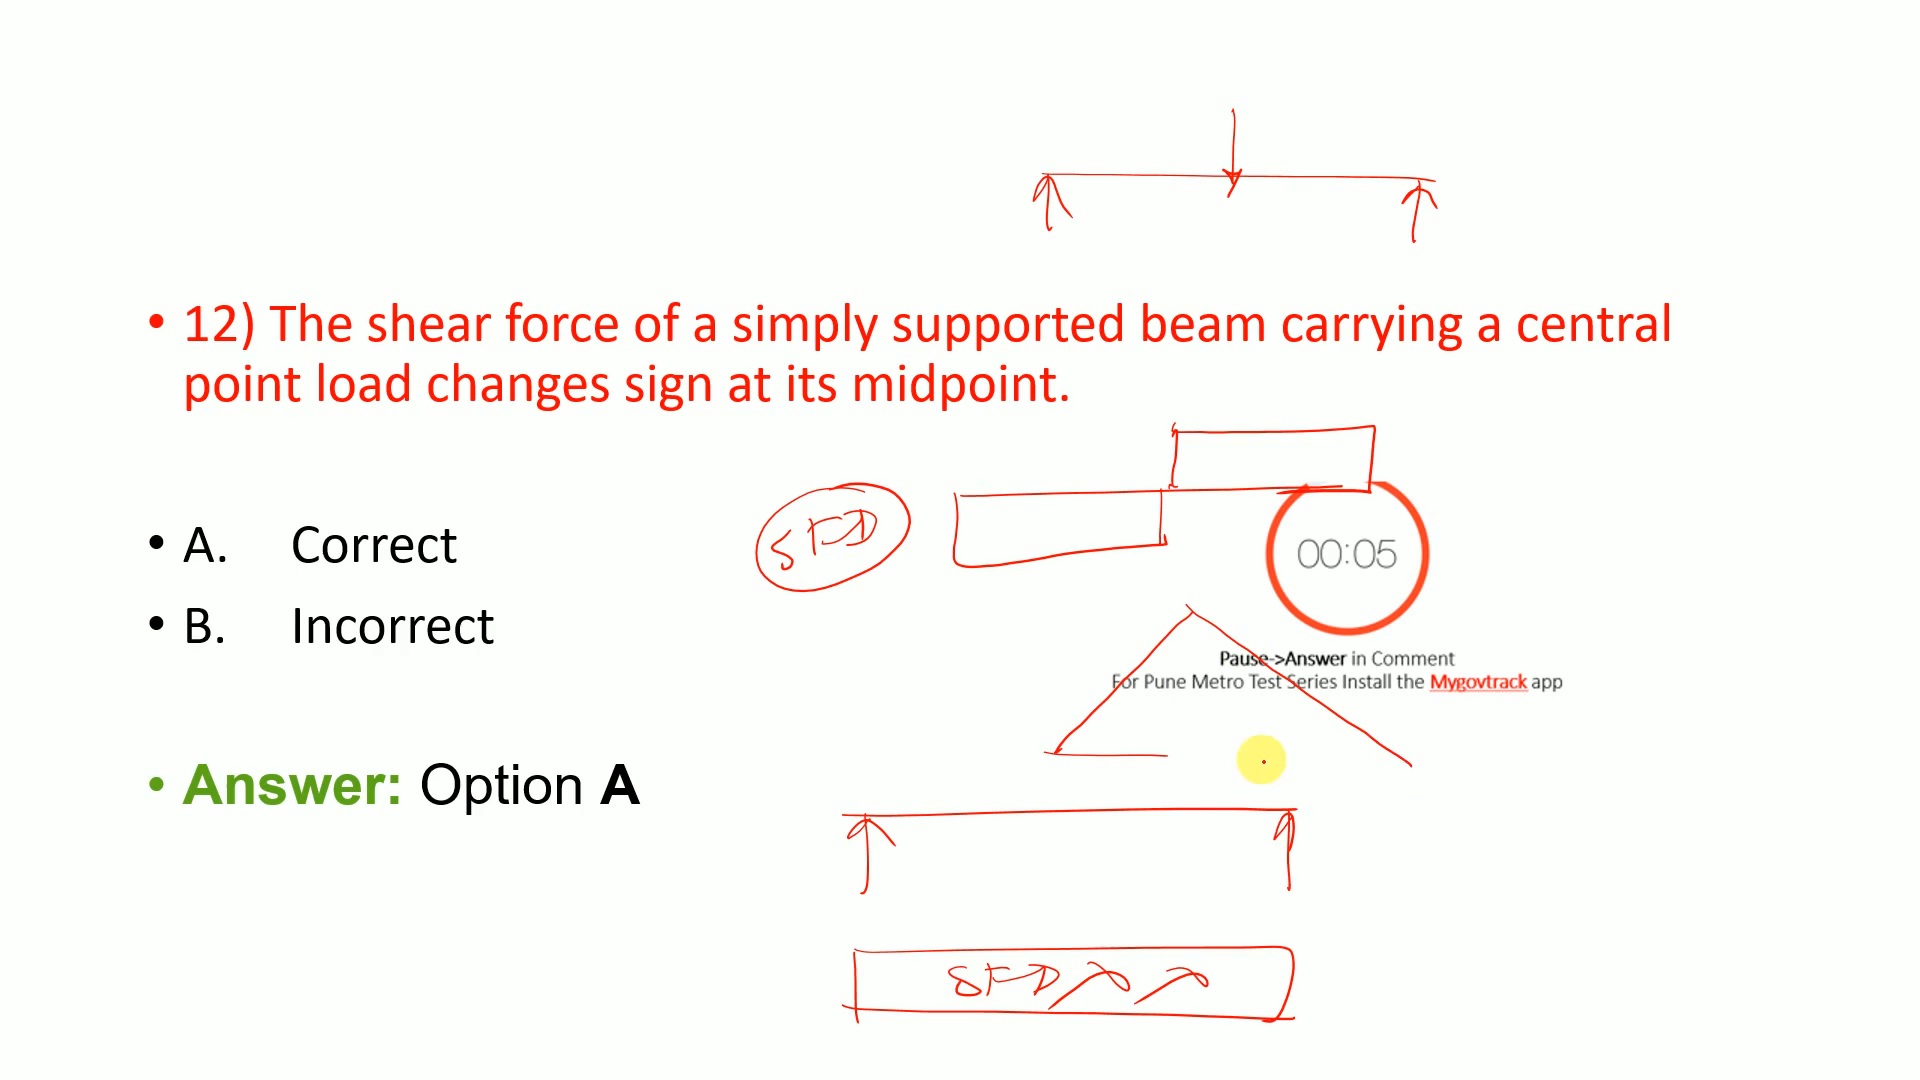 • 12) The shear force of a simply supported beam carrying a central
point load changes sign at its midpoint.
SFD
• A. Correct
00:05
• B. Incorrect
Pause->Answer in Comment
For Pune Metro Test Series Install the Mygovtrack app
• Answer: Option A
SFD